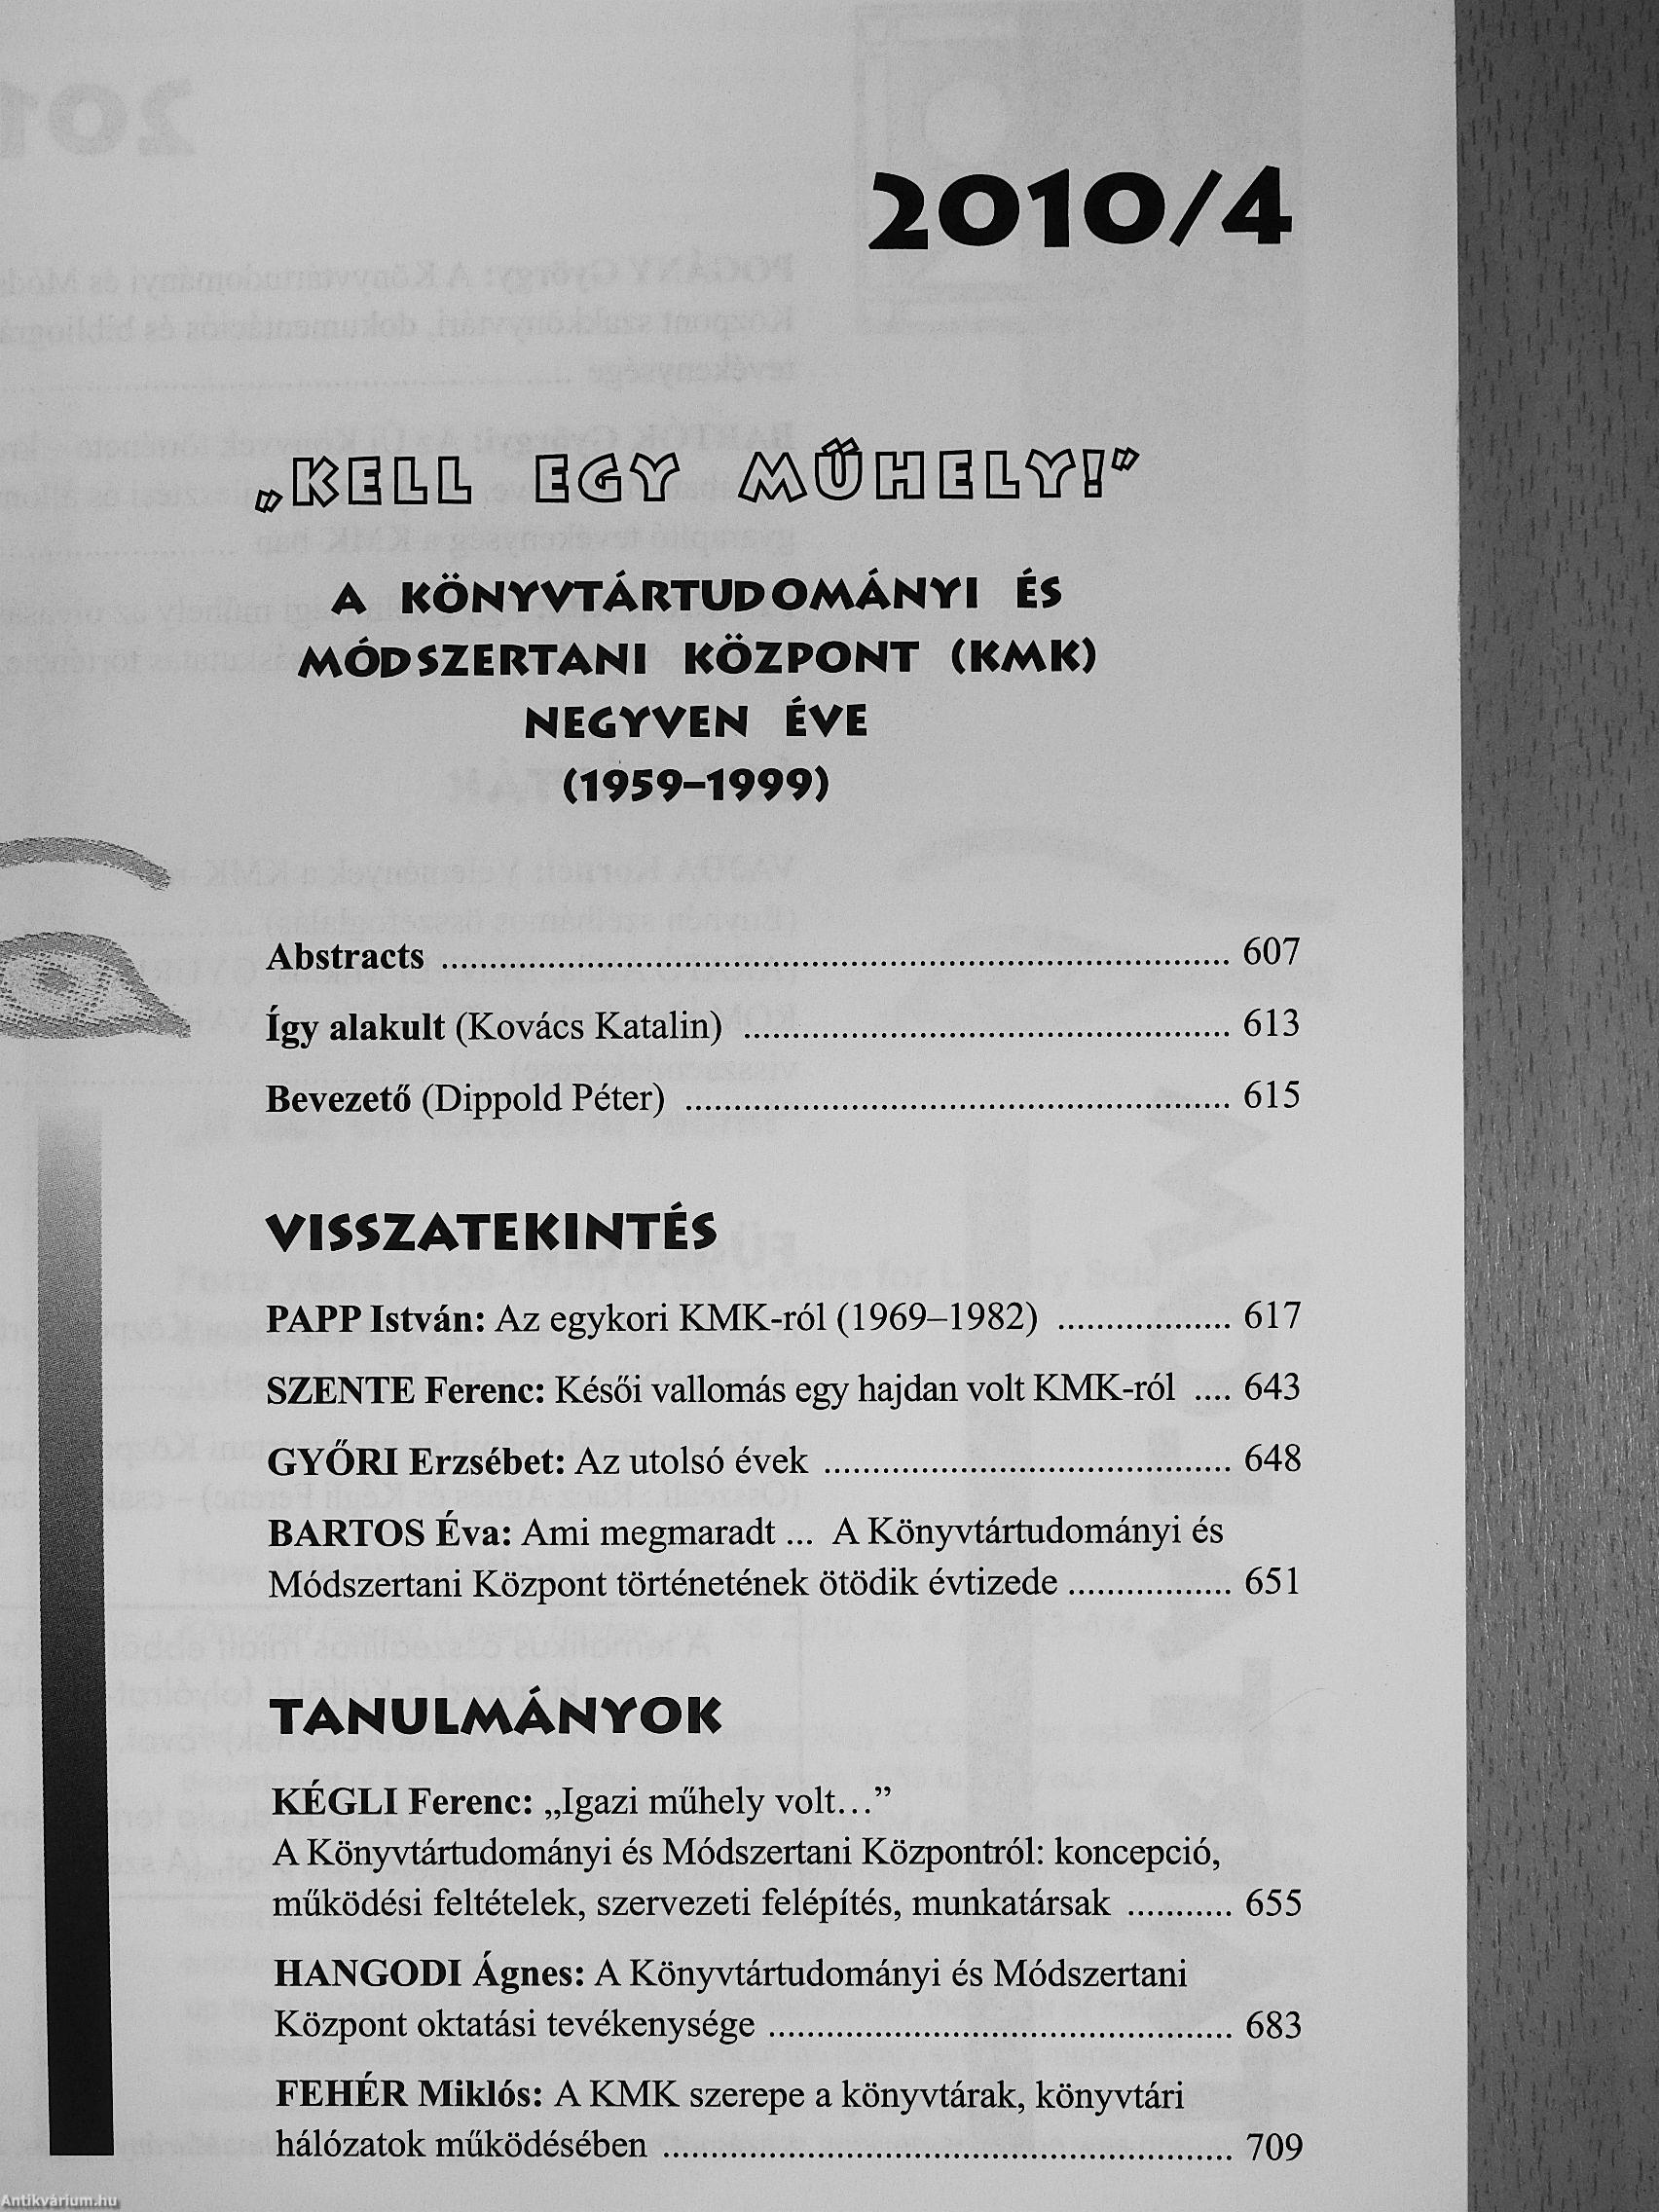 2010/4
„KELL EGY MŰHELY!”
A KÖNYVTÁRTUDOMÁNYI ÉS
MÓDSZERTANI KÖZPONT (KMK)
NEGYVEN ÉVE
(1959–1999)
Abstracts ........................................................ 607
Így alakult (Kovács Katalin) ........................................................ 613
Bevezető (Dippold Péter) ........................................................ 615
VISSZATEKINTÉS
PAPP István: Az egykori KMK-ról (1969–1982) .................. 617
SZENTE Ferenc: Késői vallomás egy hajdan volt KMK-ról .... 643
GYŐRI Erzsébet: Az utolsó évek .......................................... 648
BARTOS Éva: Ami megmaradt ... A Könyvtártudományi és
Módszertani Központ történetének ötödik évtizede ................. 651
TANULMÁNYOK
KÉGLI Ferenc: „Igazi műhely volt…”
A Könyvtártudományi és Módszertani Központról: koncepció,
működési feltételek, szervezeti felépítés, munkatársak ........... 655
HANGODI Ágnes: A Könyvtártudományi és Módszertani
Központ oktatási tevékenysége ................................................ 683
FEHÉR Miklós: A KMK szerepe a könyvtárak, könyvtári
hálózatok működésében ........................................................... 709
Antikvárium.hu